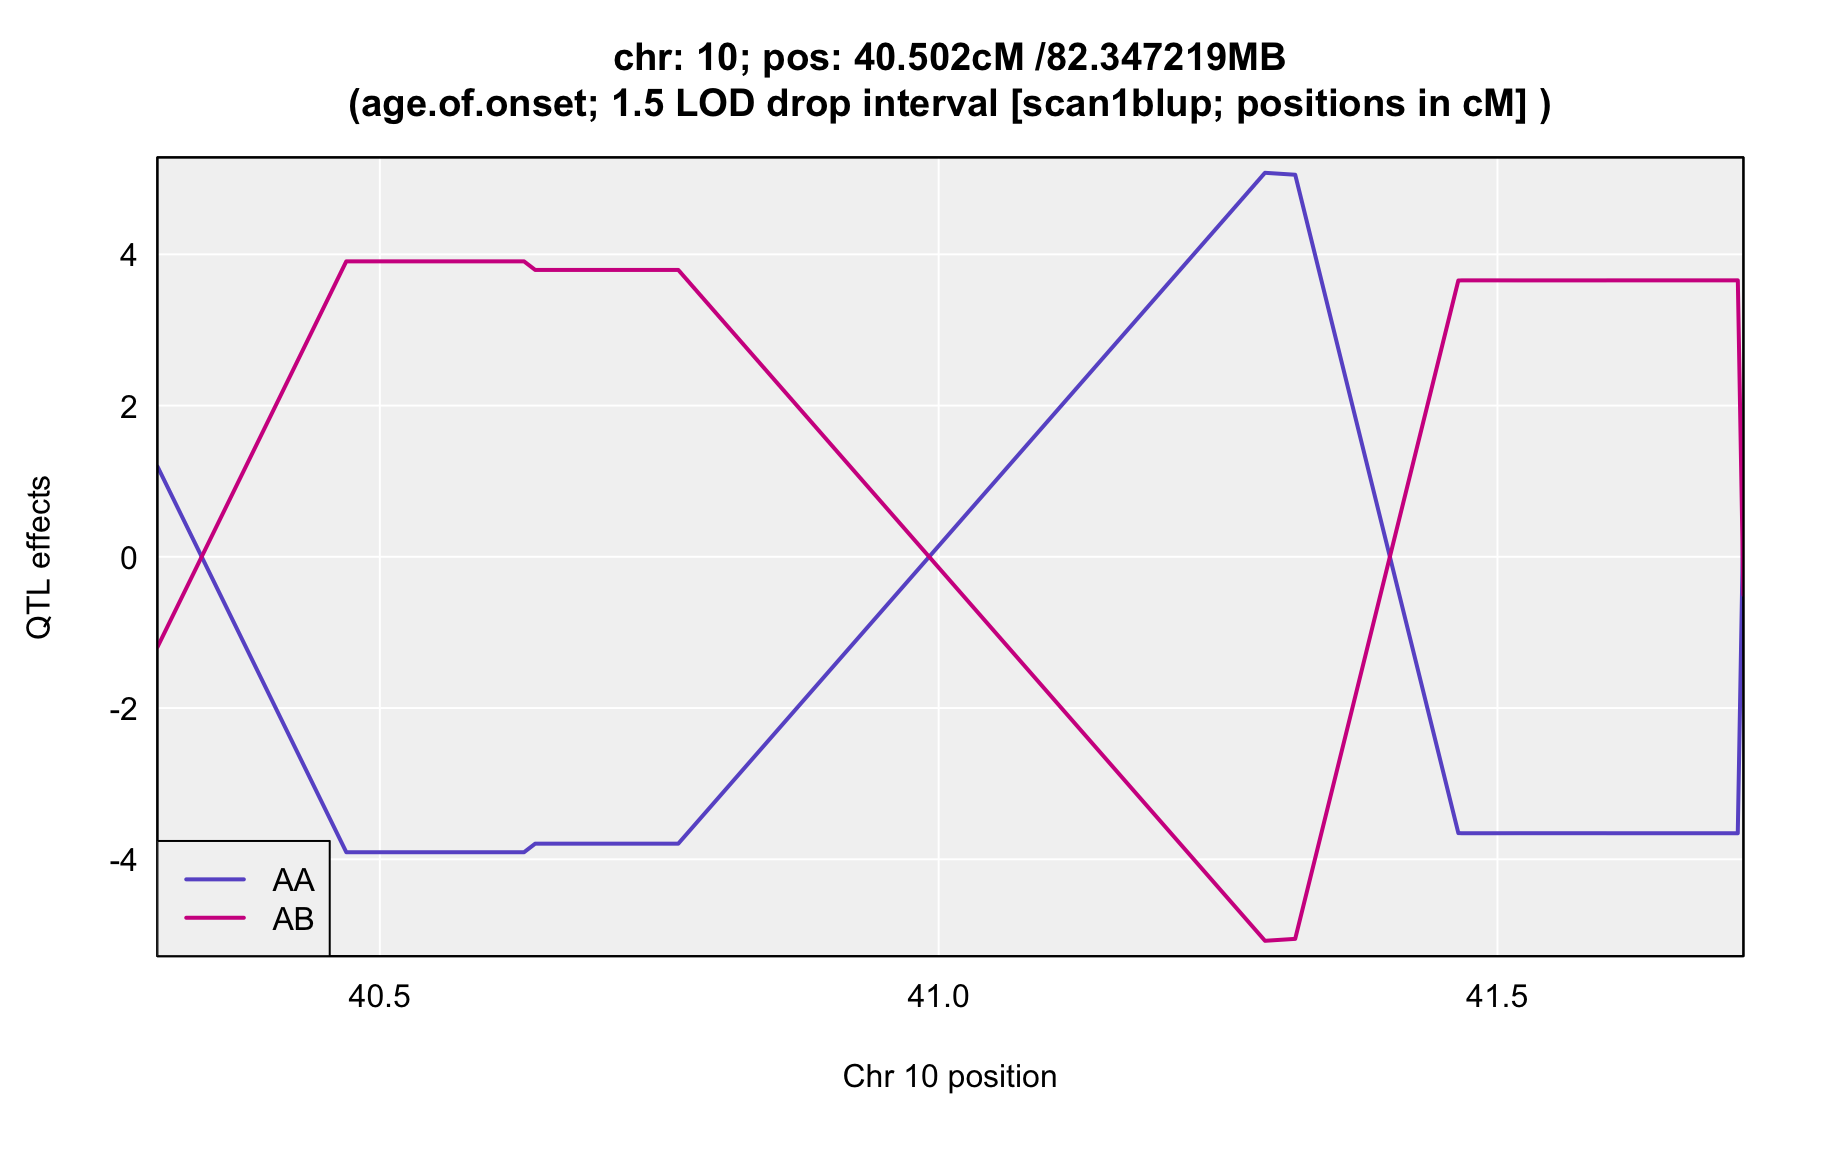 chr: 10; pos: 40.502cM /82.347219MB
(age.of.onset; 1.5 LOD drop interval [scan1blup; positions in cM] )
QTL effects
4
2
0
-2
-4
AA
AB
40.5 41.0 41.5
Chr 10 position